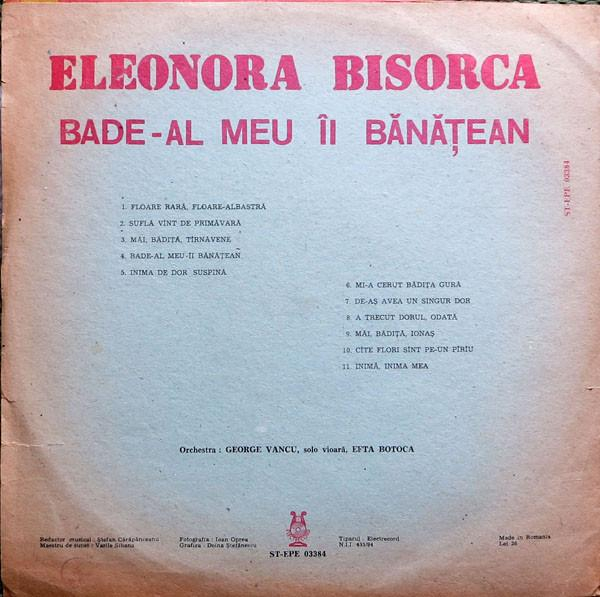 ELEONORA BISORCA
BADE-AL MEU ÎI BĂNĂȚEAN
ST-EPE 03384
1. FLOARE RARĂ, FLOARE-ALBASTRĂ
2. SUFLĂ VÎNT DE PRIMĂVARĂ
3. MĂI, BĂDIȚĂ, TÎRNĂVENE
4. BADE-AL MEU-II BĂNĂȚEAN
5. INIMA DE DOR SUSPINĂ
6. MI-A CERUT BĂDIȚA GURĂ
7. DE-AȘ AVEA UN SINGUR DOR
8. A TRECUT DORUL, ODATĂ
9. MĂI, BĂDIȚĂ, IONAȘ
10. CÎTE FLORI SÎNT PE-UN PÎRÎU
11. INIMĂ, INIMA MEA
Orchestra : GEORGE VANCU, solo vioară, EFTA BOTOCA
Redactor muzical : Ștefan Cărăpănceanu
Maestru de sunet : Vasile Silianu
Fotografia : Ioan Oprea
Grafica : Doina Ștefănescu
ST-EPE 03384
Tiparul : Electrecord
N.I.I. 433/84
Made in Romania
Lei 26